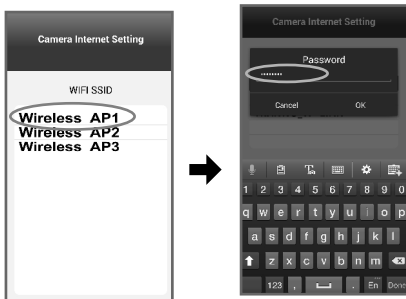 Camera Internet Setting
WIFI SSID
Wireless AP1
Wireless AP2
Wireless AP3
Camera Internet Setting
Password
········
Cancel
OK
1 2 3 4 5 6 7 8 9 0
q w e r t y u i o p
a s d f g h j k l
z x c v b n m
123 , . En Done